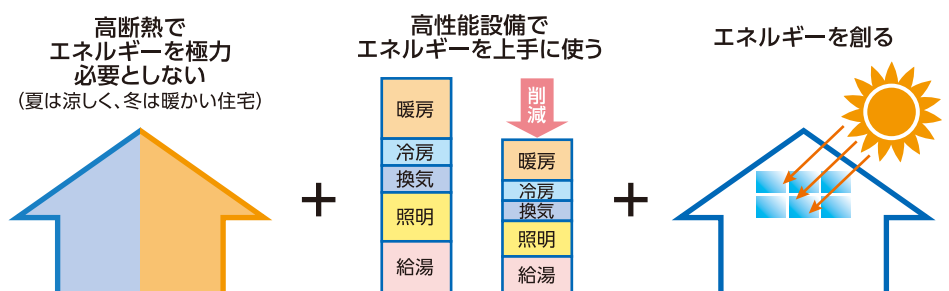 高断熱で
エネルギーを極力
必要としない
（夏は涼しく、冬は暖かい住宅）
高性能設備で
エネルギーを上手に使う
暖房
冷房
換気
照明
給湯
削減
暖房
冷房
換気
照明
給湯
エネルギーを創る